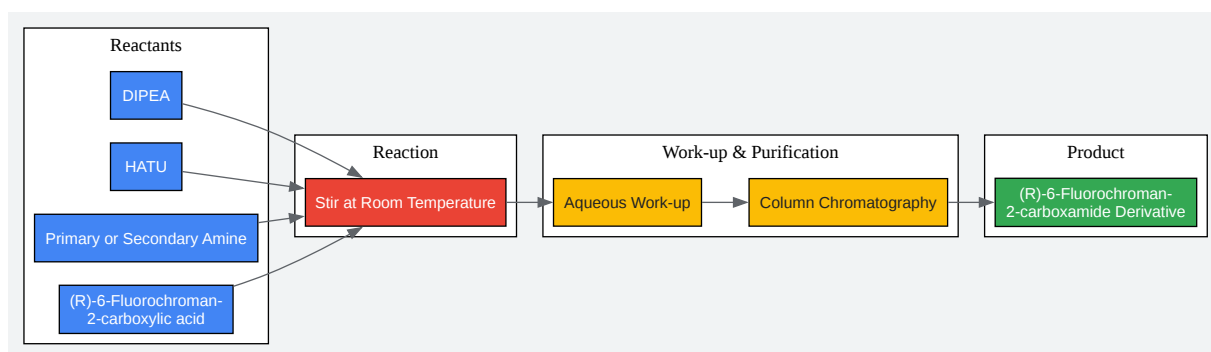 Reactants
DIPEA
HATU
Primary or Secondary Amine
(R)-6-Fluorochroman-
2-carboxylic acid
Reaction
Stir at Room Temperature
Work-up & Purification
Aqueous Work-up
Column Chromatography
Product
(R)-6-Fluorochroman-
2-carboxamide Derivative